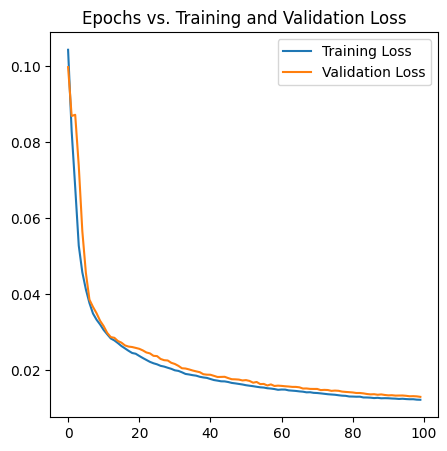 Epochs vs. Training and Validation Loss
Training Loss
Validation Loss
0.10
0.08
0.06
0.04
0.02
0 20 40 60 80 100